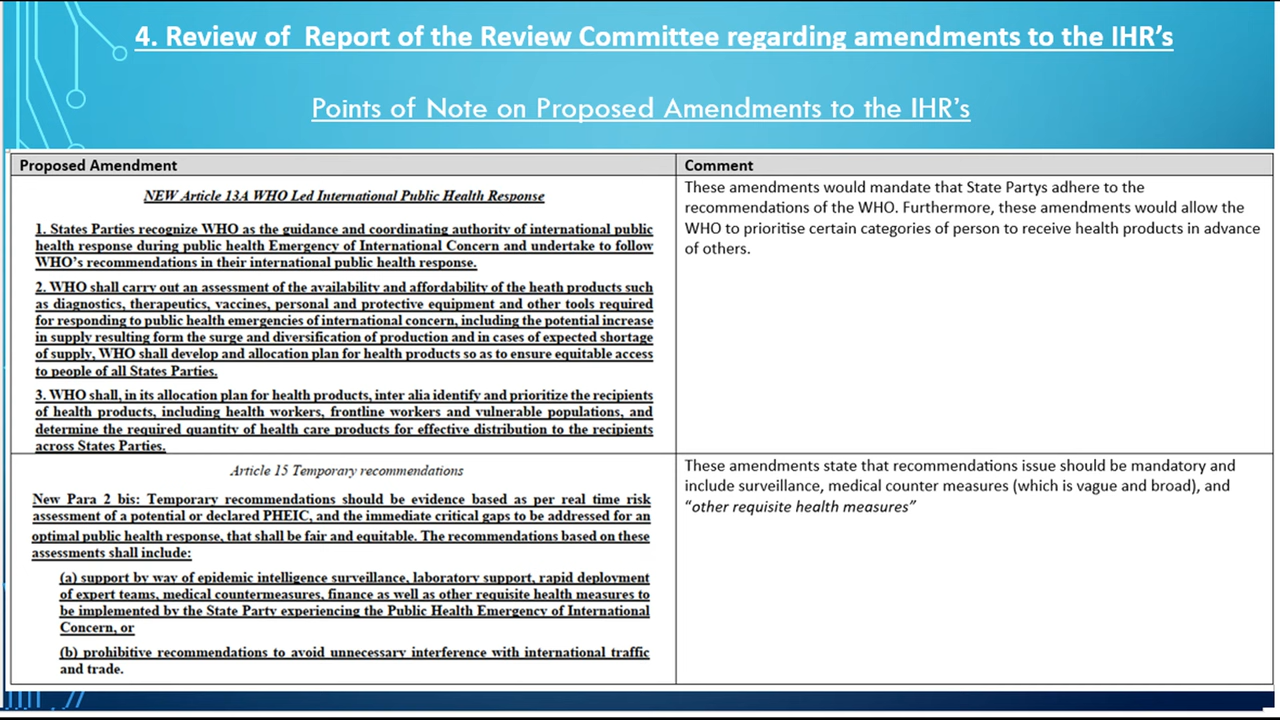 4. Review of Report of the Review Committee regarding amendments to the IHR's
Points of Note on Proposed Amendments to the IHR's
Proposed Amendment
Comment
NEW Article 13A WHO Led International Public Health Response
1. States Parties recognize WHO as the guidance and coordinating authority of international public
health response during public health Emergency of International Concern and undertake to follow
WHO's recommendations in their international public health response.
2. WHO shall carry out an assessment of the availability and affordability of the heath products such
as diagnostics, therapeutics, vaccines, personal and protective equipment and other tools required
for responding to public health emergencies of international concern, including the potential increase
in supply resulting form the surge and diversification of production and in cases of expected shortage
of supply, WHO shall develop and allocation plan for health products so as to ensure equitable access
to people of all States Parties.
3. WHO shall, in its allocation plan for health products, inter alia identify and prioritize the recipients
of health products, including health workers, frontline workers and vulnerable populations, and
determine the required quantity of health care products for effective distribution to the recipients
across States Parties.
These amendments would mandate that State Partys adhere to the
recommendations of the WHO. Furthermore, these amendments would allow the
WHO to prioritise certain categories of person to receive health products in advance
of others.
Article 15 Temporary recommendations
New Para 2 bis: Temporary recommendations should be evidence based as per real time risk
assessment of a potential or declared PHEIC, and the immediate critical gaps to be addressed for an
optimal public health response, that shall be fair and equitable. The recommendations based on these
assessments shall include:
(a) support by way of epidemic intelligence surveillance, laboratory support, rapid deployment
of expert teams, medical countermeasures, finance as well as other requisite health measures to
be implemented by the State Party experiencing the Public Health Emergency of International
Concern, or
(b) prohibitive recommendations to avoid unnecessary interference with international traffic
and trade.
These amendments state that recommendations issue should be mandatory and
include surveillance, medical counter measures (which is vague and broad), and
“other requisite health measures”